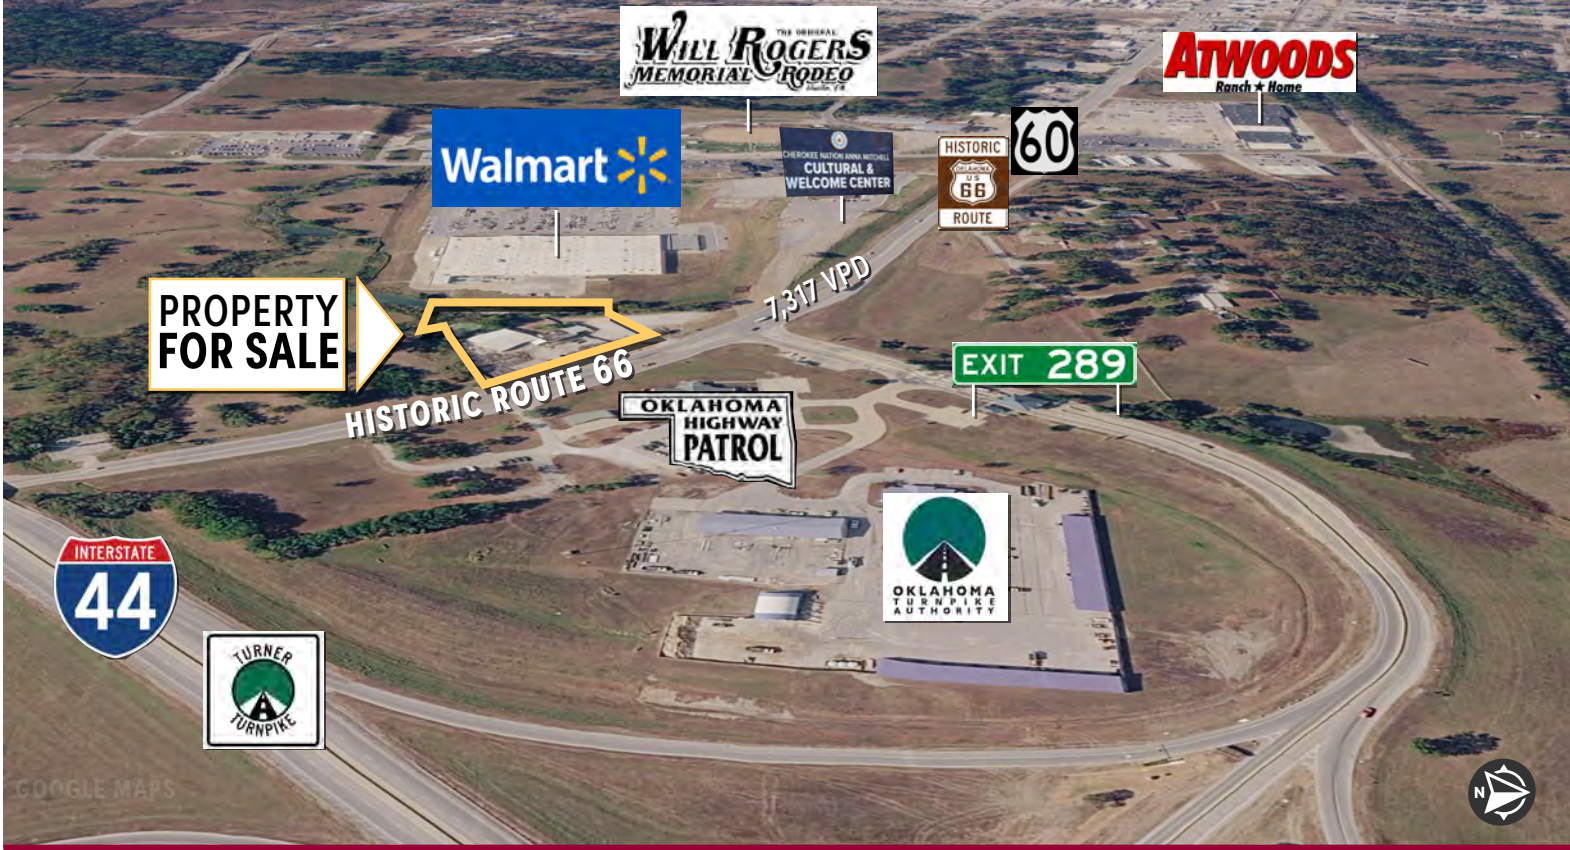 THE ORIGINAL
WILL ROGERS
MEMORIAL RODEO
ATWOODS
Ranch ★ Home
Walmart
CHEROKEE NATION ANNA MITCHELL
CULTURAL &
WELCOME CENTER
HISTORIC
OKLAHOMA
US
66
ROUTE
60
7,317 VPD
PROPERTY
FOR SALE
HISTORIC ROUTE 66
EXIT 289
OKLAHOMA
HIGHWAY
PATROL
OKLAHOMA
TURNPIKE
AUTHORITY
INTERSTATE
44
TURNER
TURNPIKE
GOOGLE MAPS
N